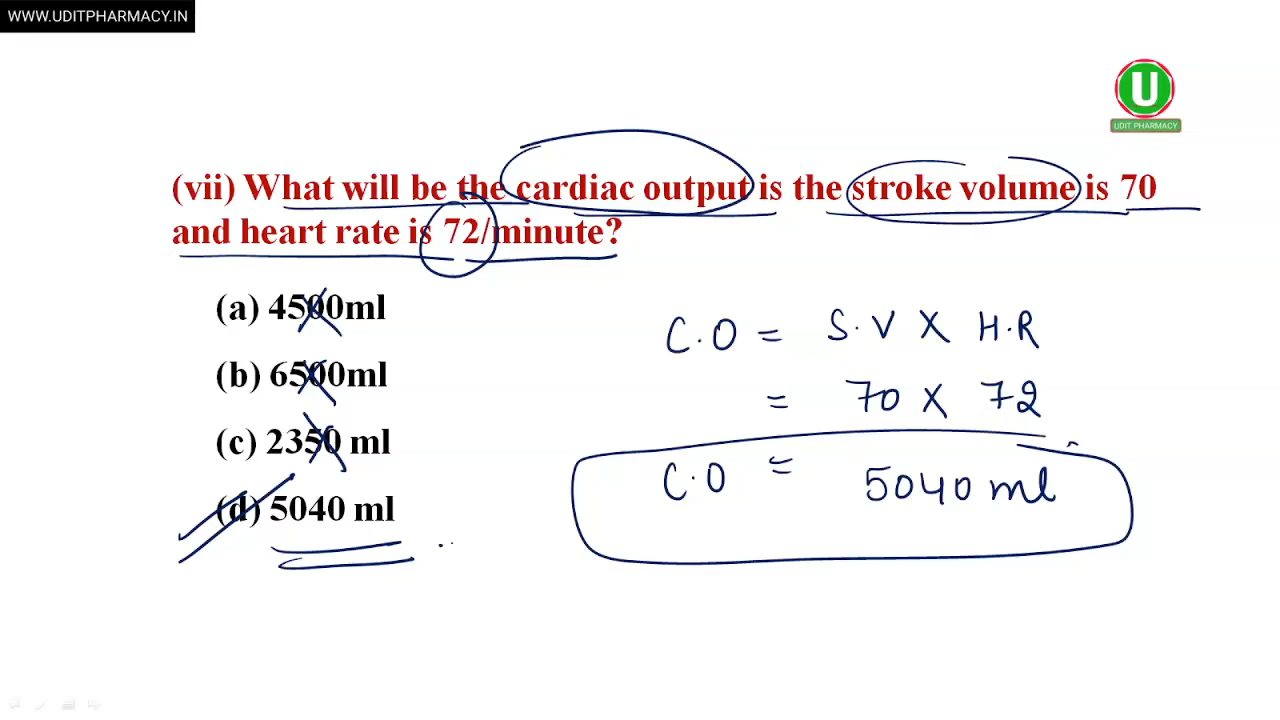 WWW.UDITPHARMACY.IN
U
UDIT PHARMACY
(vii) What will be the cardiac output is the stroke volume is 70
and heart rate is 72/minute?
(a) 4500ml
(b) 6500ml
(c) 2350 ml
(d) 5040 ml
C.O = S.V X H.R
= 70 X 72
C.O = 5040 ml